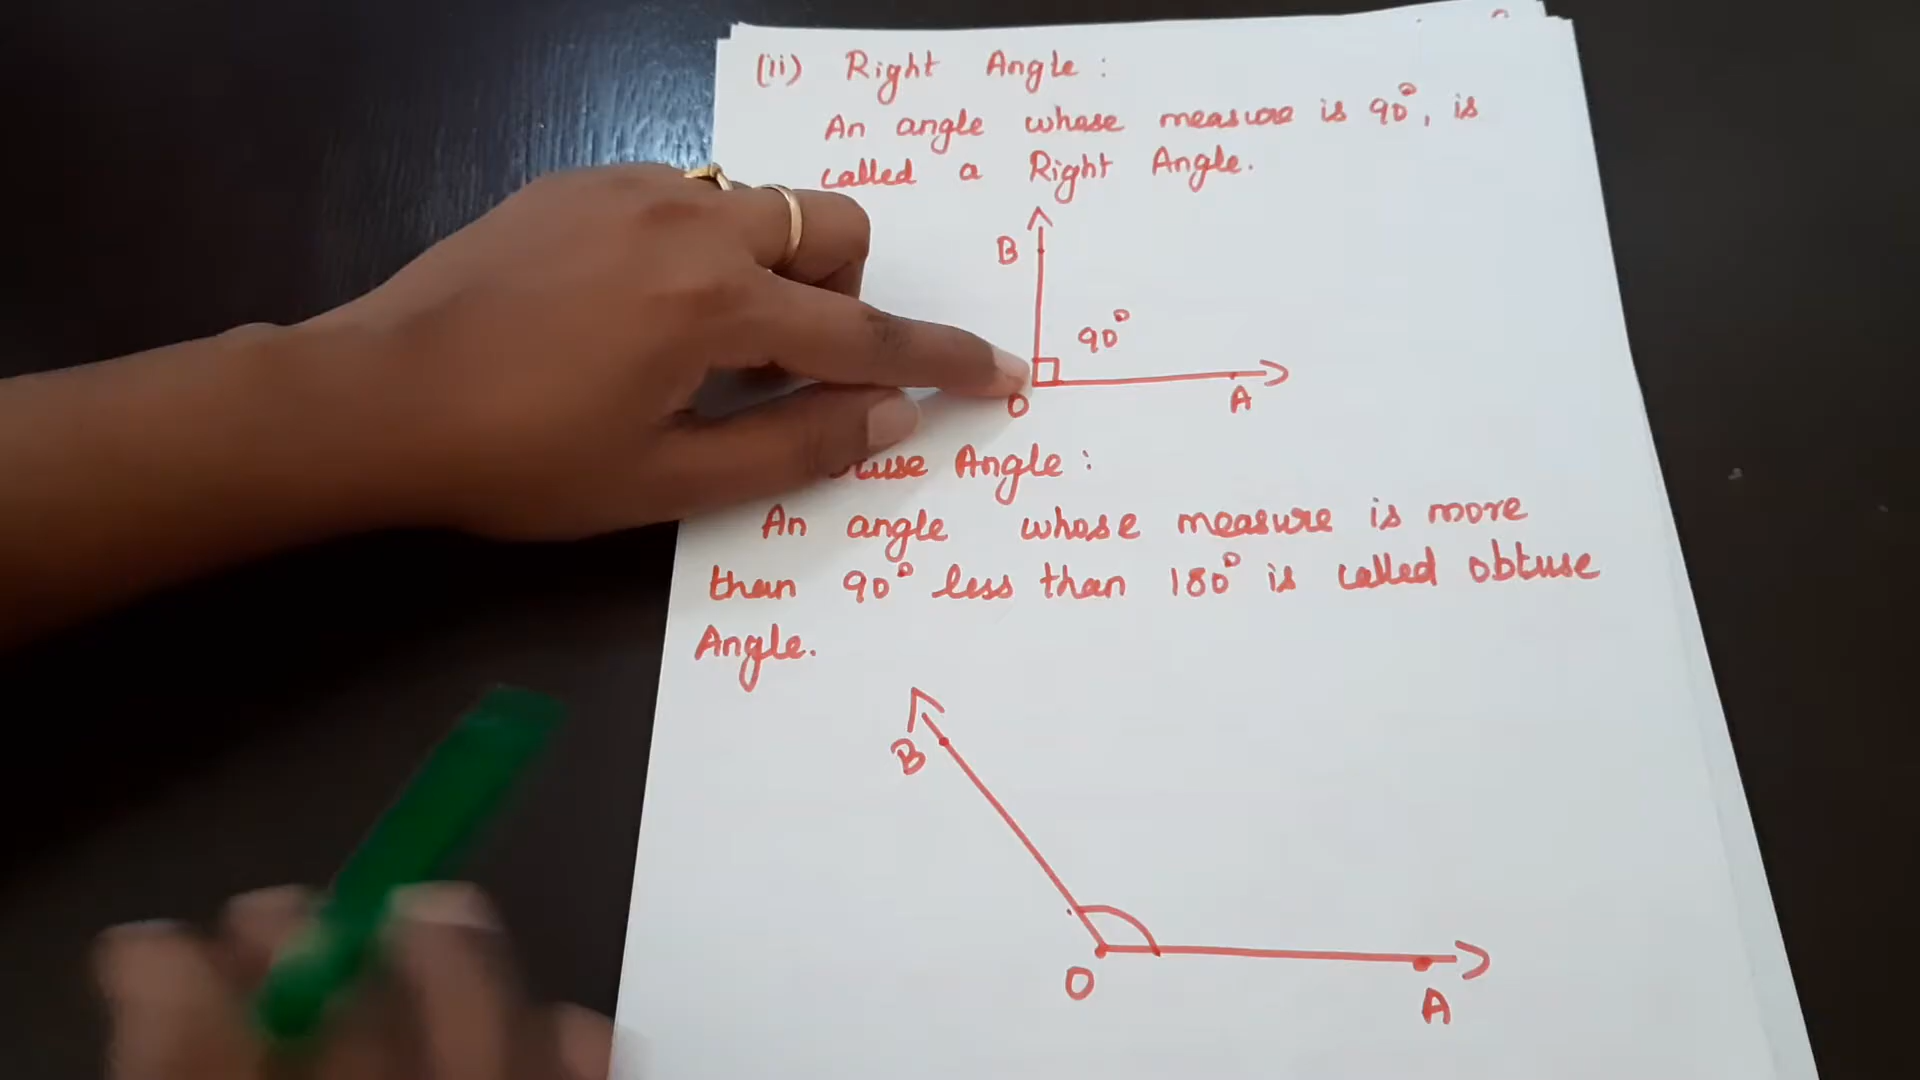 (ii) Right Angle :
An angle whose measure is 90°, is
called a Right Angle.
B
90°
O
A
Angle :
An angle whose measure is more
than 90° less than 180° is called obtuse
Angle.
B
O
A